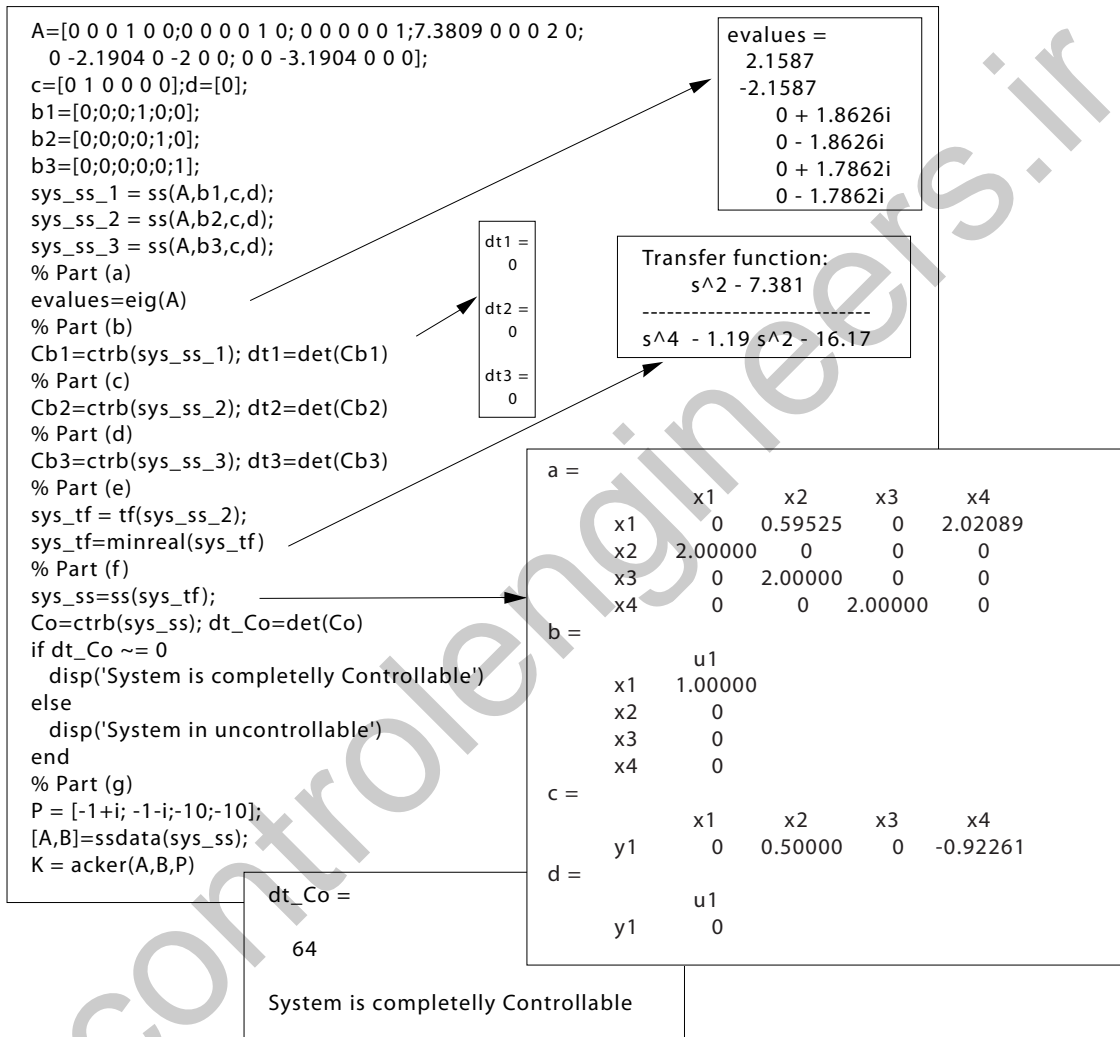 A=[0 0 0 1 0 0;0 0 0 0 1 0; 0 0 0 0 0 1;7.3809 0 0 0 2 0;
0 -2.1904 0 -2 0 0; 0 0 -3.1904 0 0 0];
c=[0 1 0 0 0 0];d=[0];
b1=[0;0;0;1;0;0];
b2=[0;0;0;0;1;0];
b3=[0;0;0;0;0;1];
sys_ss_1 = ss(A,b1,c,d);
sys_ss_2 = ss(A,b2,c,d);
sys_ss_3 = ss(A,b3,c,d);
% Part (a)
evalues=eig(A)
% Part (b)
Cb1=ctrb(sys_ss_1); dt1=det(Cb1)
% Part (c)
Cb2=ctrb(sys_ss_2); dt2=det(Cb2)
% Part (d)
Cb3=ctrb(sys_ss_3); dt3=det(Cb3)
% Part (e)
sys_tf = tf(sys_ss_2);
sys_tf=minreal(sys_tf)
% Part (f)
sys_ss=ss(sys_tf);
Co=ctrb(sys_ss); dt_Co=det(Co)
if dt_Co ~= 0
disp('System is completelly Controllable')
else
disp('System in uncontrollable')
end
% Part (g)
P = [-1+i; -1-i;-10;-10];
[A,B]=ssdata(sys_ss);
K = acker(A,B,P)
evalues =
2.1587
-2.1587
0 + 1.8626i
0 - 1.8626i
0 + 1.7862i
0 - 1.7862i
dt1 =
0
dt2 =
0
dt3 =
0
Transfer function:
s^2 - 7.381
----------------------------
s^4 - 1.19 s^2 - 16.17
a =
x1 x2 x3 x4
x1 0 0.59525 0 2.02089
x2 2.00000 0 0 0
x3 0 2.00000 0 0
x4 0 0 2.00000 0
b =
u1
x1 1.00000
x2 0
x3 0
x4 0
c =
x1 x2 x3 x4
y1 0 0.50000 0 -0.92261
d =
u1
y1 0
dt_Co =
64
System is completelly Controllable
controlengineers.ir